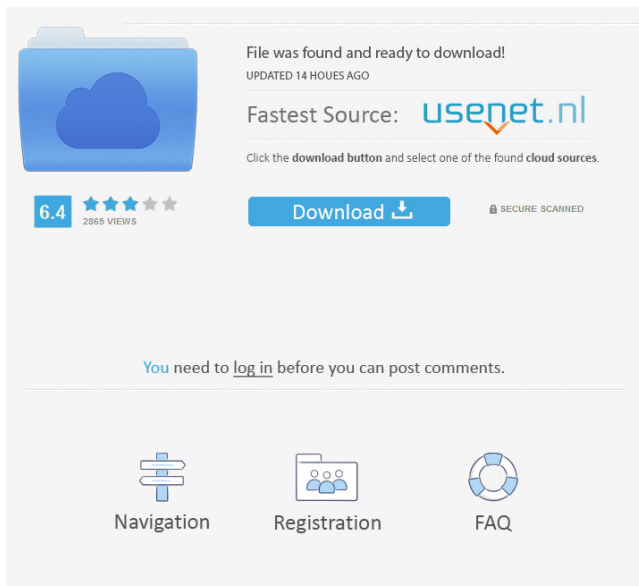 File was found and ready to download!
UPDATED 14 HOUES AGO
Fastest Source: usenet.nl
Click the download button and select one of the found cloud sources.
6.4
2865 VIEWS
Download
SECURE SCANNED
You need to log in before you can post comments.
Navigation
Registration
FAQ